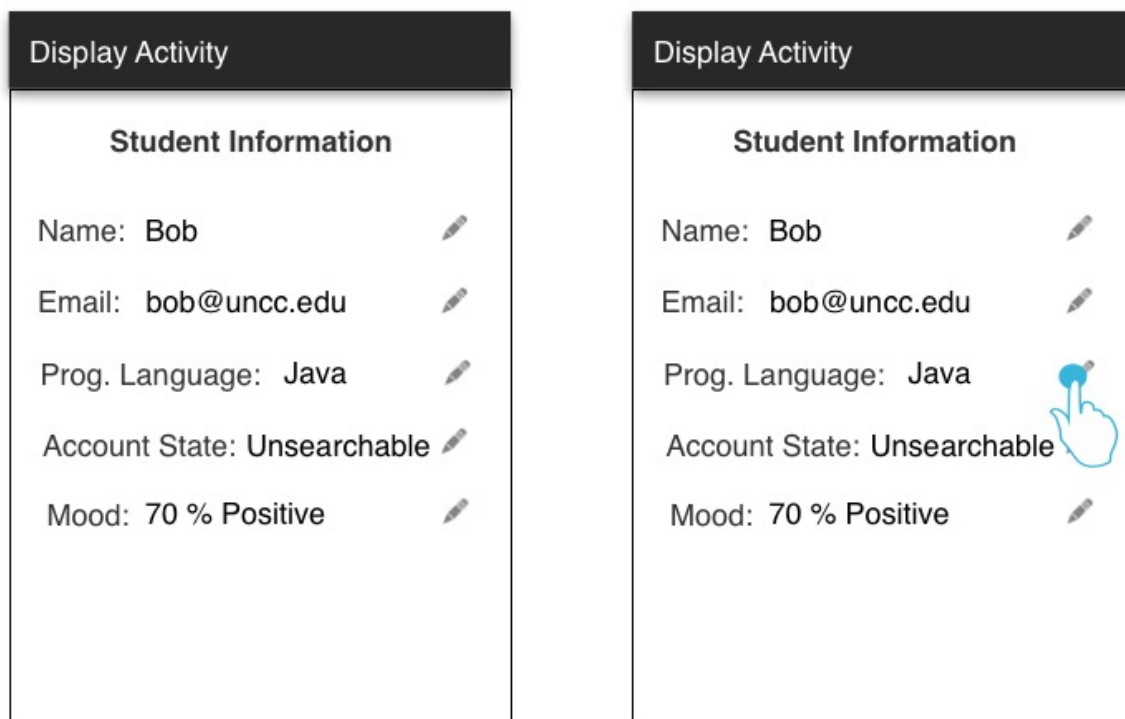 Display Activity
Student Information
Name: Bob
Email: bob@uncc.edu
Prog. Language: Java
Account State: Unsearchable
Mood: 70 % Positive
Display Activity
Student Information
Name: Bob
Email: bob@uncc.edu
Prog. Language: Java
Account State: Unsearchable
Mood: 70 % Positive